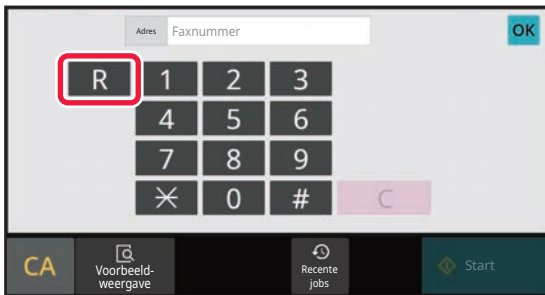 Adres Faxnummer OK
R 1 2 3
4 5 6
7 8 9
* 0 # C
CA Voorbeeld-
weergave
Recente
jobs
Start